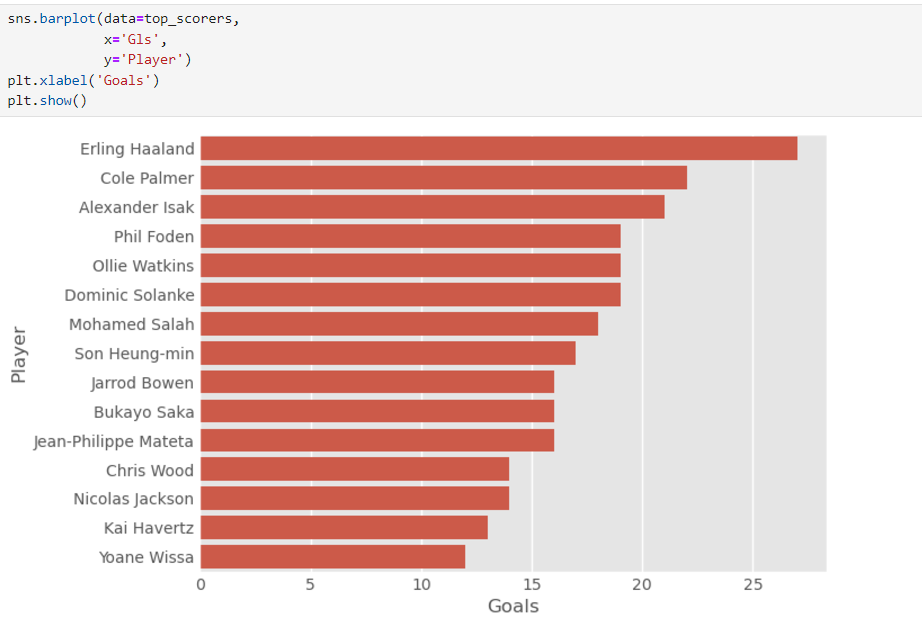 sns.barplot(data=top_scorers,
            x='Gls',
            y='Player')
plt.xlabel('Goals')
plt.show()
Erling Haaland
Cole Palmer
Alexander Isak
Phil Foden
Ollie Watkins
Dominic Solanke
Mohamed Salah
Son Heung-min
Jarrod Bowen
Bukayo Saka
Jean-Philippe Mateta
Chris Wood
Nicolas Jackson
Kai Havertz
Yoane Wissa
Player
0 5 10 15 20 25
Goals